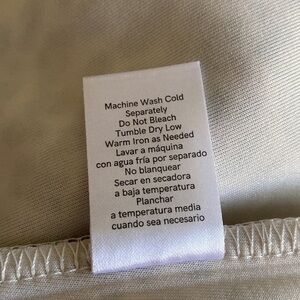 Machine Wash Cold
Separately
Do Not Bleach
Tumble Dry Low
Warm Iron as Needed
Lavar a máquina
con agua fría por separado
No blanquear
Secar en secadora
a baja temperatura
Planchar
a temperatura media
cuando sea necesario